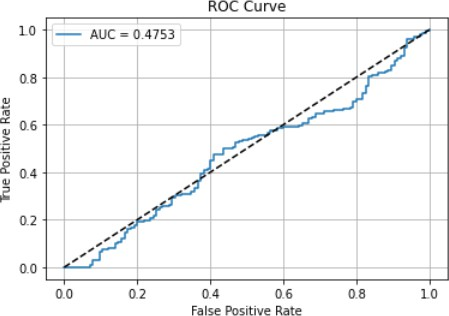 ROC Curve
AUC = 0.4753
True Positive Rate
1.0
0.8
0.6
0.4
0.2
0.0
0.0 0.2 0.4 0.6 0.8 1.0
False Positive Rate